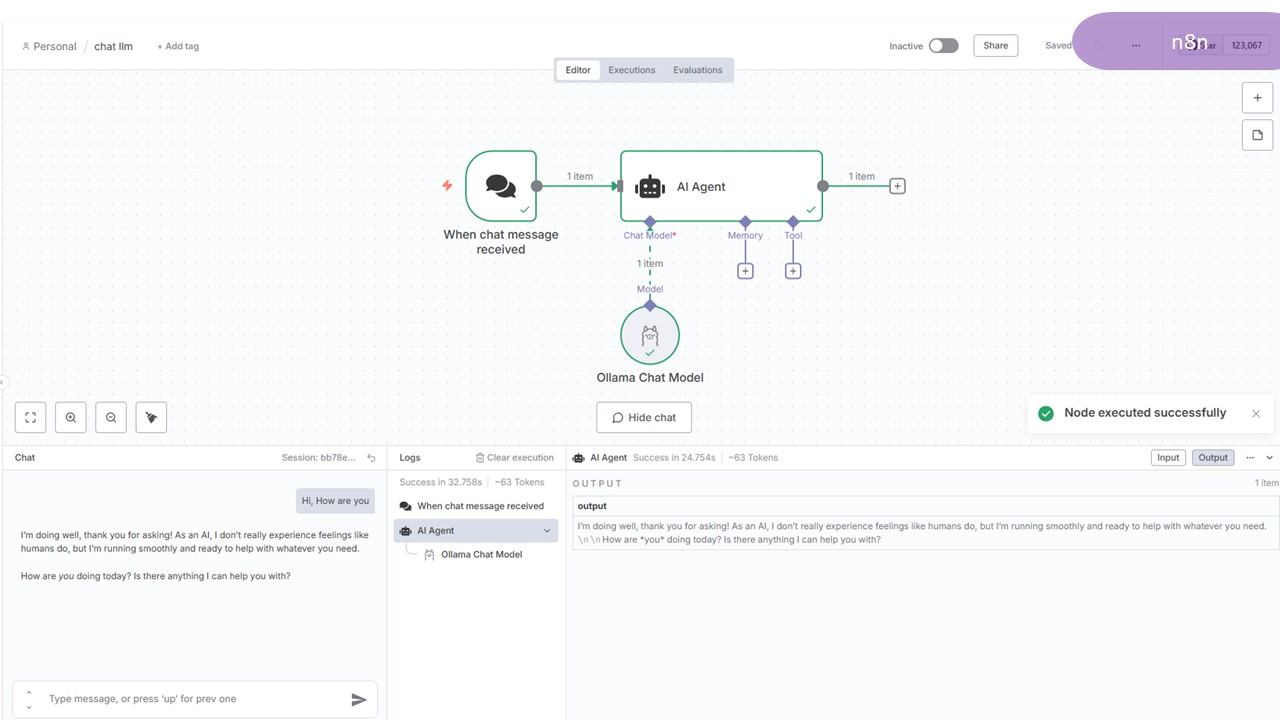 Personal / chat llm + Add tag
Inactive Share Saved ... n8n 123,067
Editor Executions Evaluations
1 item 1 item
AI Agent
When chat message
received
Chat Model* Memory Tool
1 item
Model
Ollama Chat Model
Hide chat
Node executed successfully
Chat Session: bb78e...
Hi, How are you
I'm doing well, thank you for asking! As an AI, I don't really experience feelings like
humans do, but I'm running smoothly and ready to help with whatever you need.
How are you doing today? Is there anything I can help you with?
Type message, or press 'up' for prev one
Logs Clear execution
Success in 32.758s ~63 Tokens
When chat message received
AI Agent
Ollama Chat Model
AI Agent Success in 24.754s ~63 Tokens Input Output ...
OUTPUT 1 item
output
I'm doing well, thank you for asking! As an AI, I don't really experience feelings like humans do, but I'm running smoothly and ready to help with whatever you need.
\n\nHow are *you* doing today? Is there anything I can help you with?